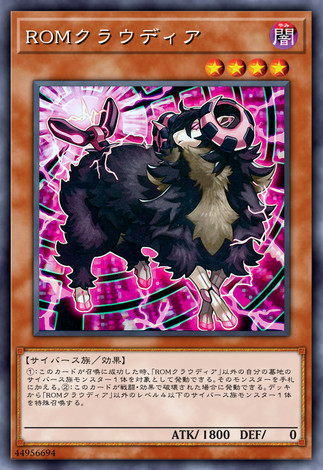 ROMクラウディア
やみ
闇
【サイバース族/効果】
①:このカードが召喚に成功した時、「ROMクラウディア」以外の自分の墓地の
サイバース族モンスター1体を対象として発動できる。そのモンスターを手札
に加える。②:このカードが戦闘・効果で破壊された場合に発動できる。デッキ
から「ROMクラウディア」以外のレベル4以下のサイバース族モンスター1体を
特殊召喚する。
ATK/ 1800 DEF/ 0
44956694